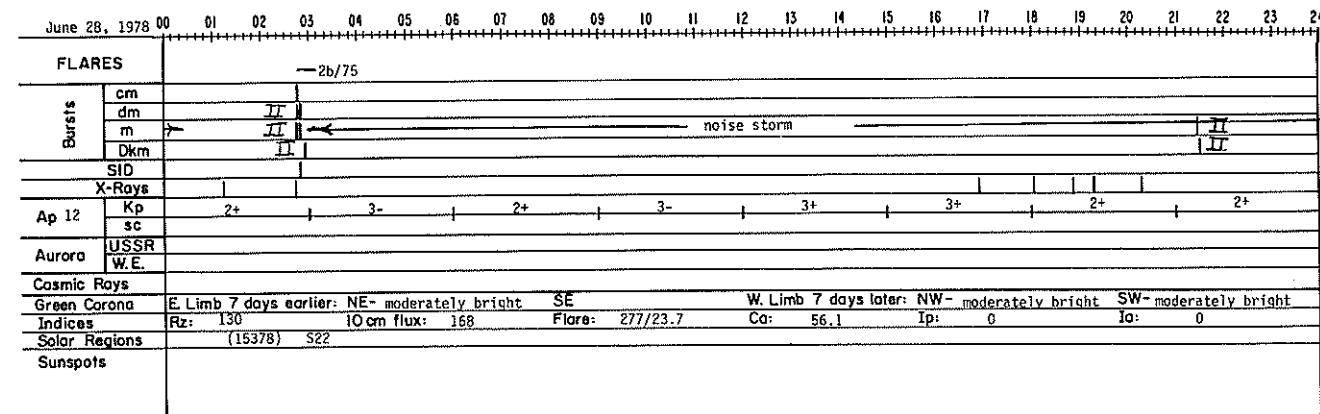 June 28, 1978 00 01 02 03 04 05 06 07 08 09 10 11 12 13 14 15 16 17 18 19 20 21 22 23 24
FLARES 2b/75
Bursts
cm
dm II
m II noise storm II
Dkm II II
SID
X-Rays
Ap 12
Kp 2+ 3- 2+ 3- 3+ 3+ 2+ 2+
sc
Aurora
USSR
W.E.
Cosmic Rays
Green Corona E. Limb 7 days earlier: NE- moderately bright SE W. Limb 7 days later: NW- moderately bright SW- moderately bright
Indices Rz: 130 10 cm flux: 168 Flare: 277/23.7 Ca: 56.1 Ip: 0 Ia: 0
Solar Regions (15378) S22
Sunspots